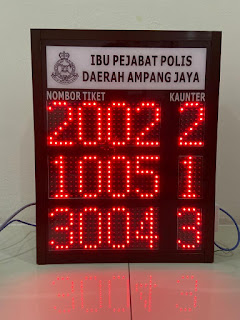 IBU PEJABAT POLIS
DAERAH AMPANG JAYA
NOMBOR TIKET KAUNTER
2002 2
1005 1
3004 3